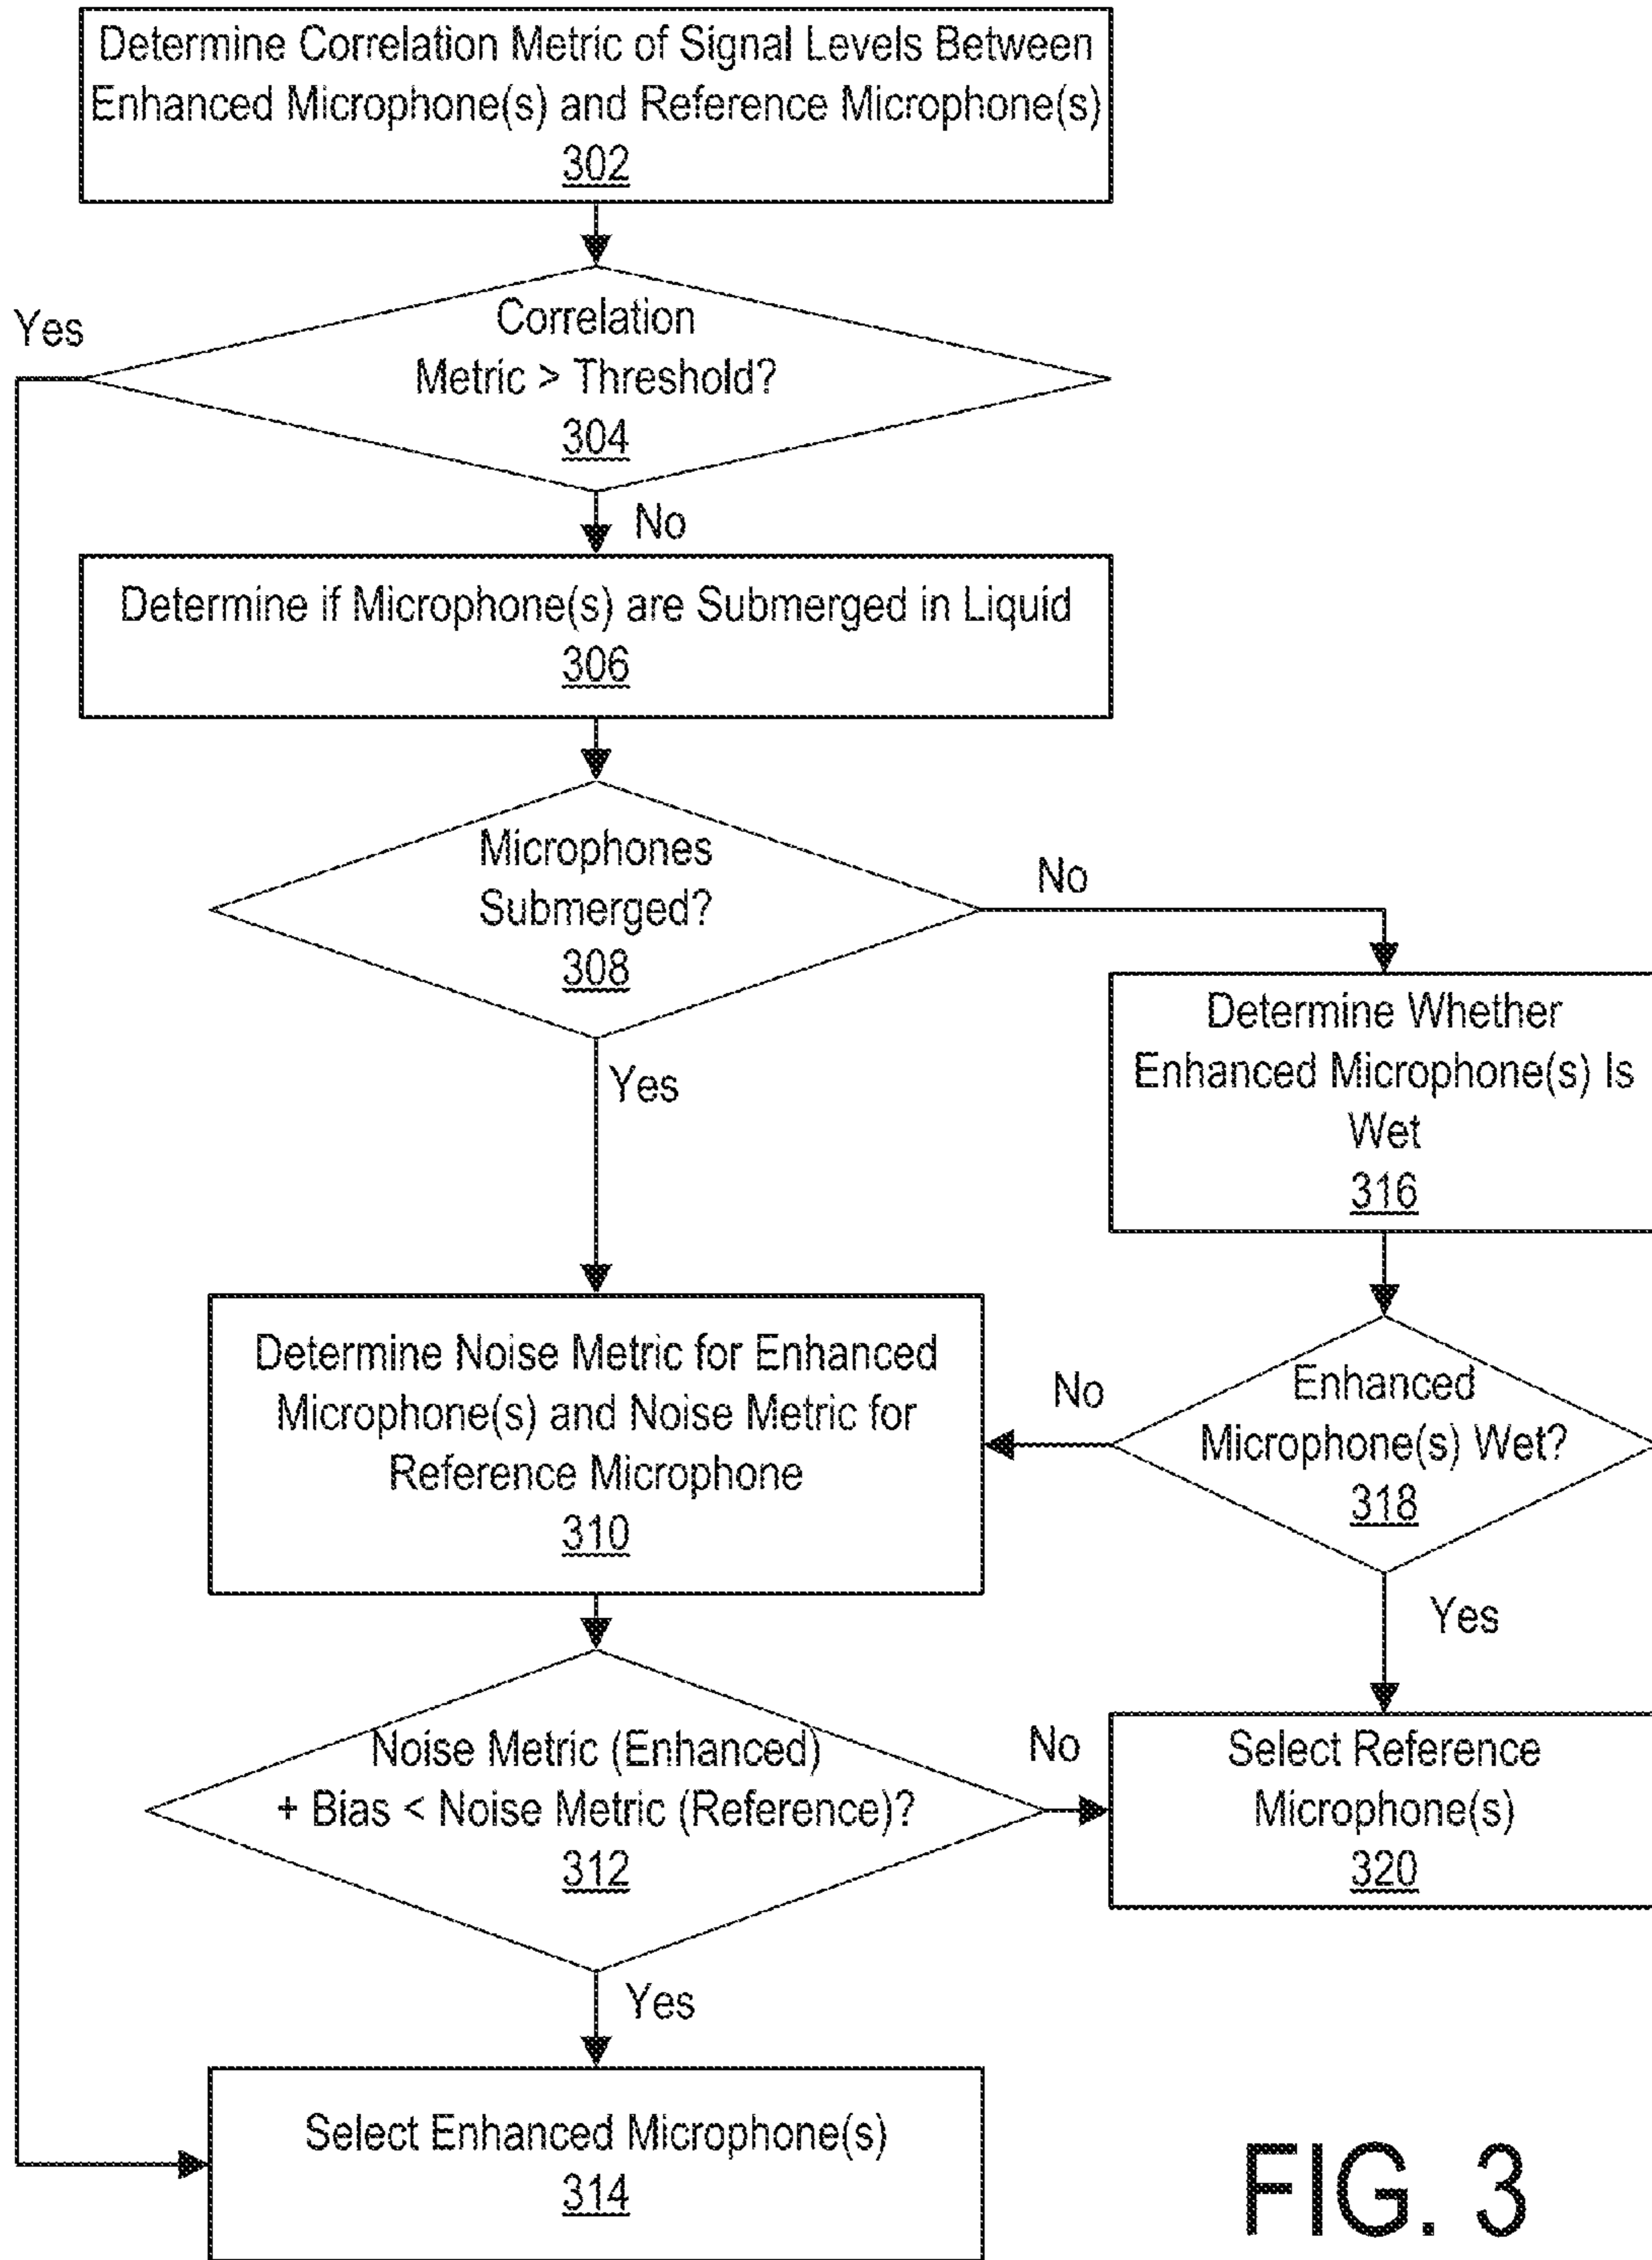 Determine Correlation Metric of Signal Levels Between
Enhanced Microphone(s) and Reference Microphone(s)
302
Yes
Correlation
Metric > Threshold?
304
No
Determine if Microphone(s) are Submerged in Liquid
306
Microphones
Submerged?
308
No
Yes
Determine Whether
Enhanced Microphone(s) Is
Wet
316
Determine Noise Metric for Enhanced
Microphone(s) and Noise Metric for
Reference Microphone
310
No
Enhanced
Microphone(s) Wet?
318
Yes
Noise Metric (Enhanced)
+ Bias < Noise Metric (Reference)?
312
No
Select Reference
Microphone(s)
320
Yes
Select Enhanced Microphone(s)
314
FIG. 3